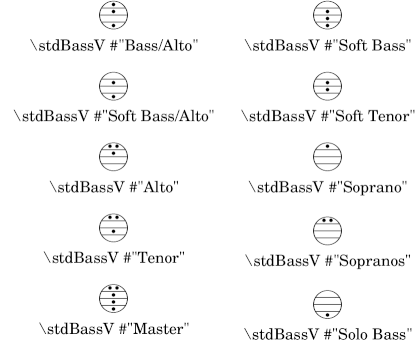 \stdBassV #"Bass/Alto"
\stdBassV #"Soft Bass"
\stdBassV #"Soft Bass/Alto"
\stdBassV #"Soft Tenor"
\stdBassV #"Alto"
\stdBassV #"Soprano"
\stdBassV #"Tenor"
\stdBassV #"Sopranos"
\stdBassV #"Master"
\stdBassV #"Solo Bass"